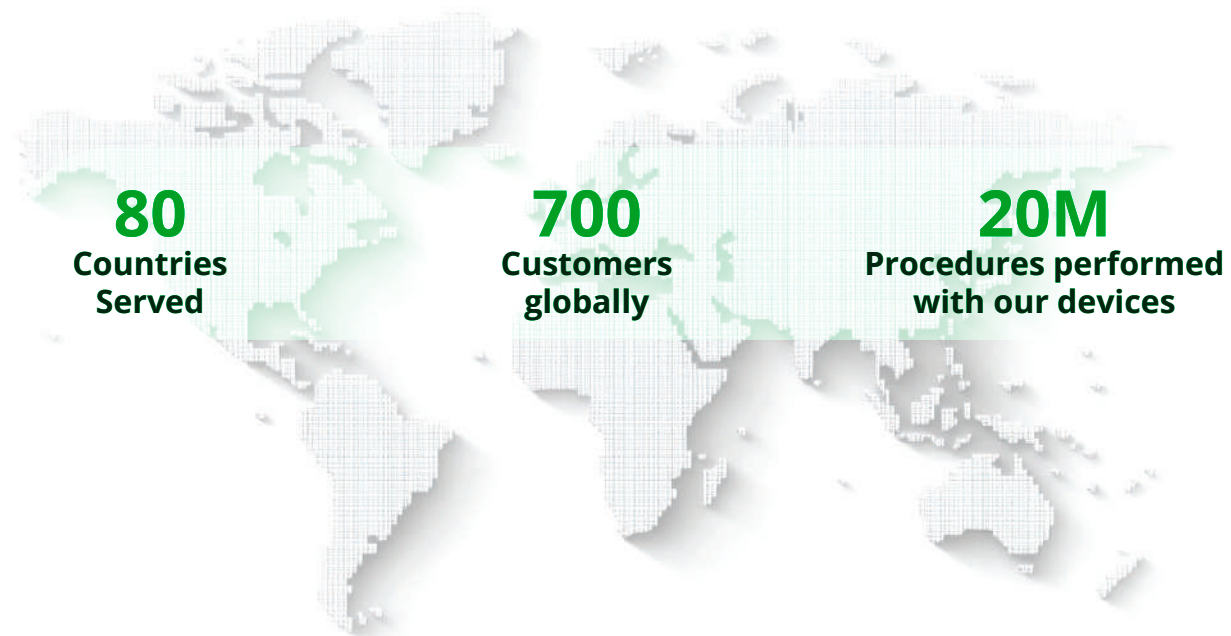 80
Countries
Served
700
Customers
globally
20M
Procedures performed
with our devices